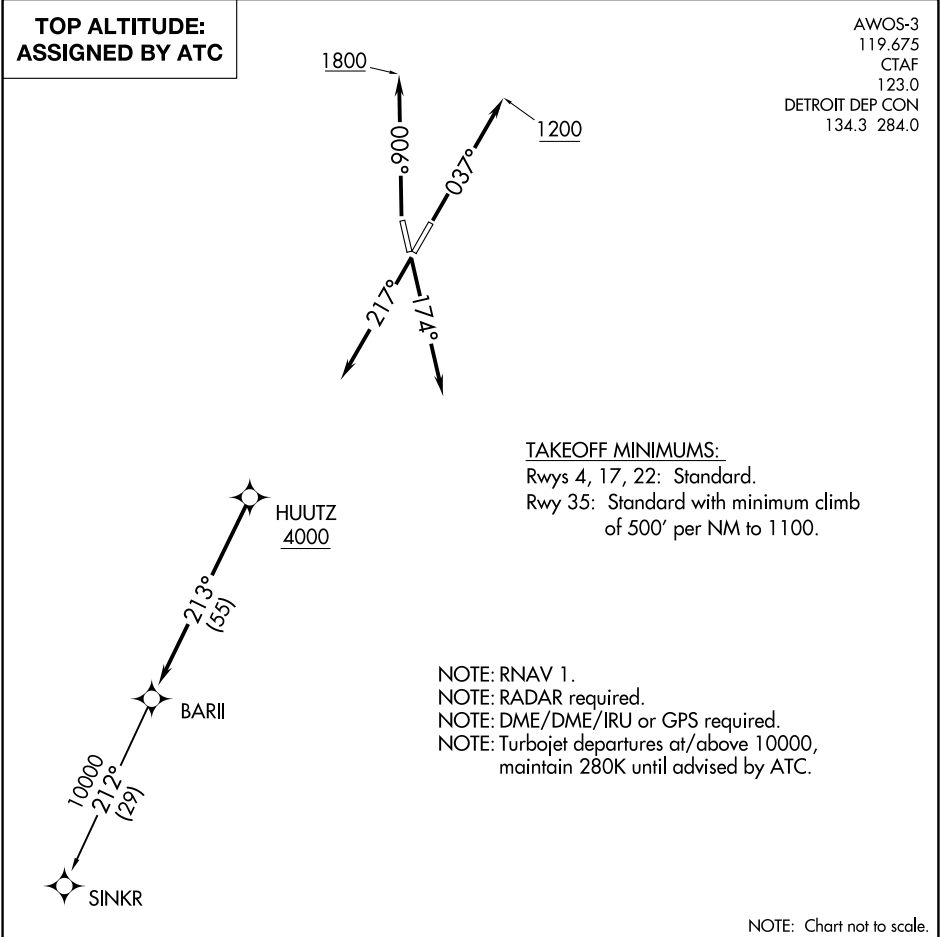 TOP ALTITUDE:
ASSIGNED BY ATC
AWOS-3
119.675
CTAF
123.0
DETROIT DEP CON
134.3 284.0
1800
1200
006°
037°
217°
174°
TAKEOFF MINIMUMS:
Rwys 4, 17, 22: Standard.
Rwy 35: Standard with minimum climb
of 500' per NM to 1100.
HUUTZ
4000
213°
(55)
BARII
10000
212°
(29)
SINKR
NOTE: RNAV 1.
NOTE: RADAR required.
NOTE: DME/DME/IRU or GPS required.
NOTE: Turbojet departures at/above 10000,
maintain 280K until advised by ATC.
NOTE: Chart not to scale.